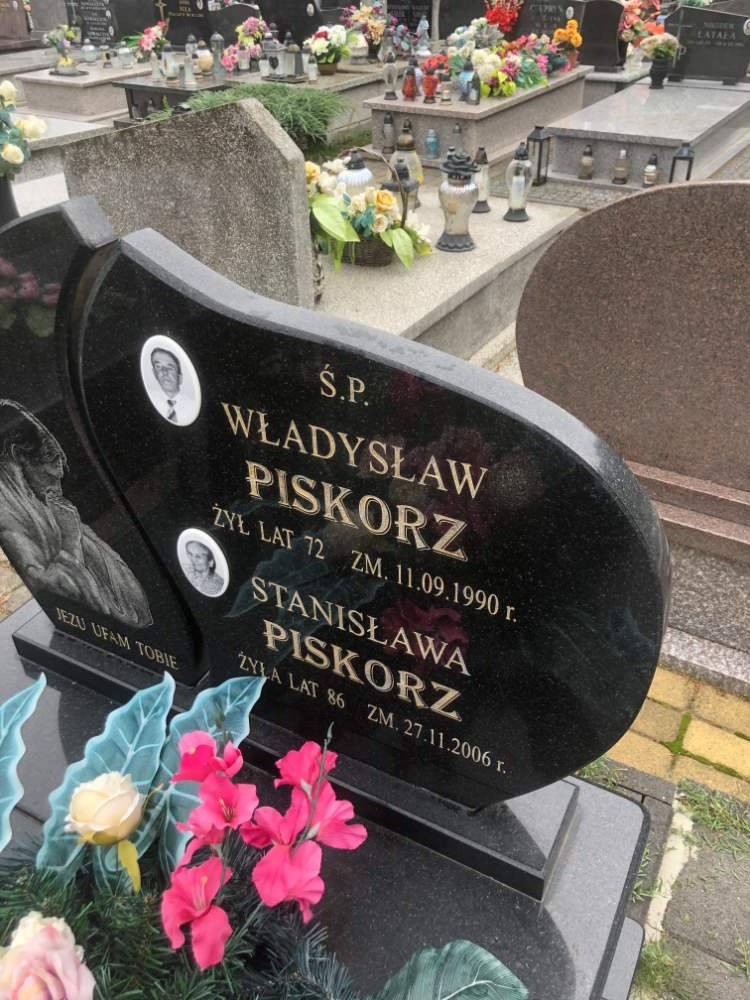 Ś.P.
WŁADYSŁAW
PISKORZ
ŻYŁ LAT 72 ZM. 11.09.1990 r.
STANISŁAWA
PISKORZ
ŻYŁA LAT 86 ZM. 27.11.2006 r.
JEZU UFAM TOBIE